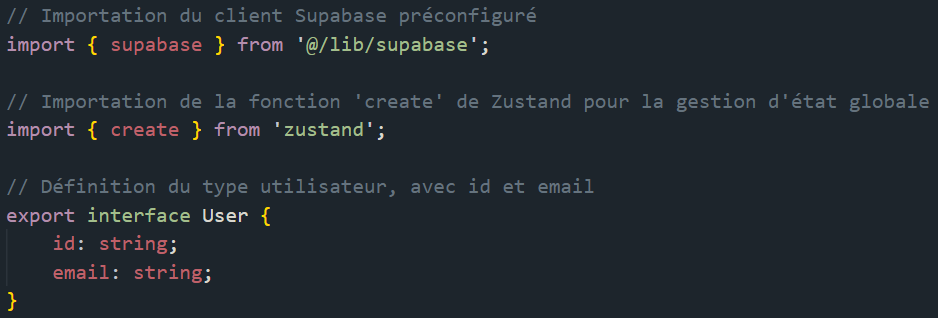 // Importation du client Supabase préconfiguré
import { supabase } from '@/lib/supabase';
// Importation de la fonction 'create' de Zustand pour la gestion d'état globale
import { create } from 'zustand';
// Définition du type utilisateur, avec id et email
export interface User {
    id: string;
    email: string;
}